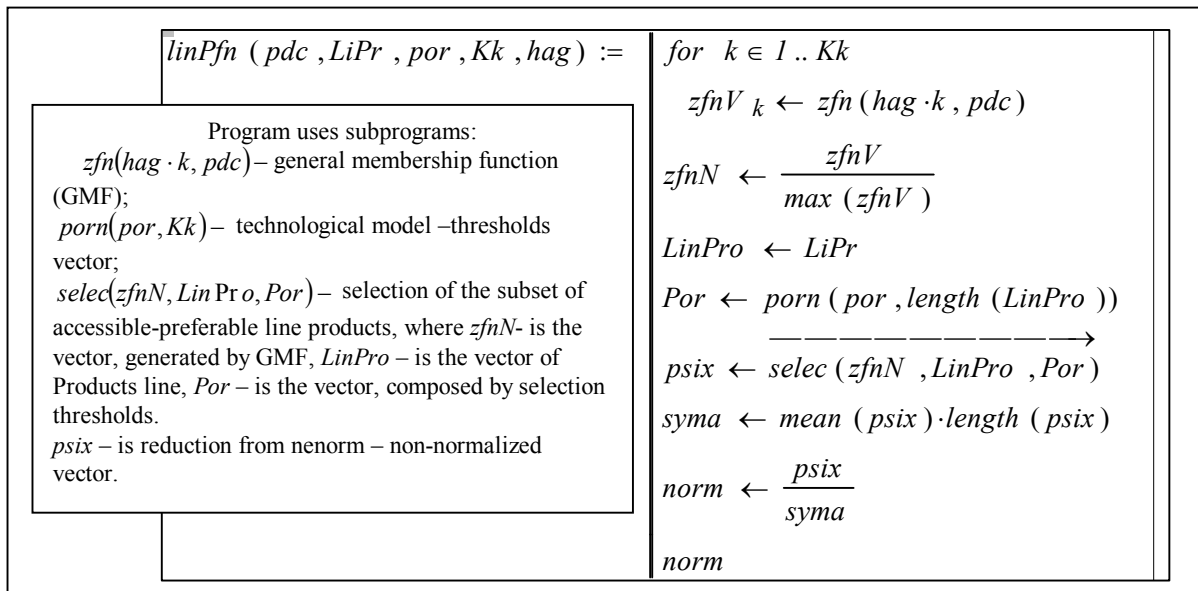 linPfn ( pdc , LiPr , por , Kk , hag ) :=
Program uses subprograms:
zfn(hag · k, pdc) – general membership function
(GMF);
porn(por, Kk) – technological model –thresholds
vector;
selec(zfnN, Lin Pr o, Por) – selection of the subset of
accessible-preferable line products, where zfnN- is the
vector, generated by GMF, LinPro – is the vector of
Products line, Por – is the vector, composed by selection
thresholds.
psix – is reduction from nenorm – non-normalized
vector.
for k ∈ 1 .. Kk
zfnV k ← zfn ( hag ·k , pdc )
zfnN ← zfnV / max ( zfnV )
LinPro ← LiPr
Por ← porn ( por , length ( LinPro ))
psix ← selec ( zfnN , LinPro , Por )
syma ← mean ( psix ) · length ( psix )
norm ← psix / syma
norm